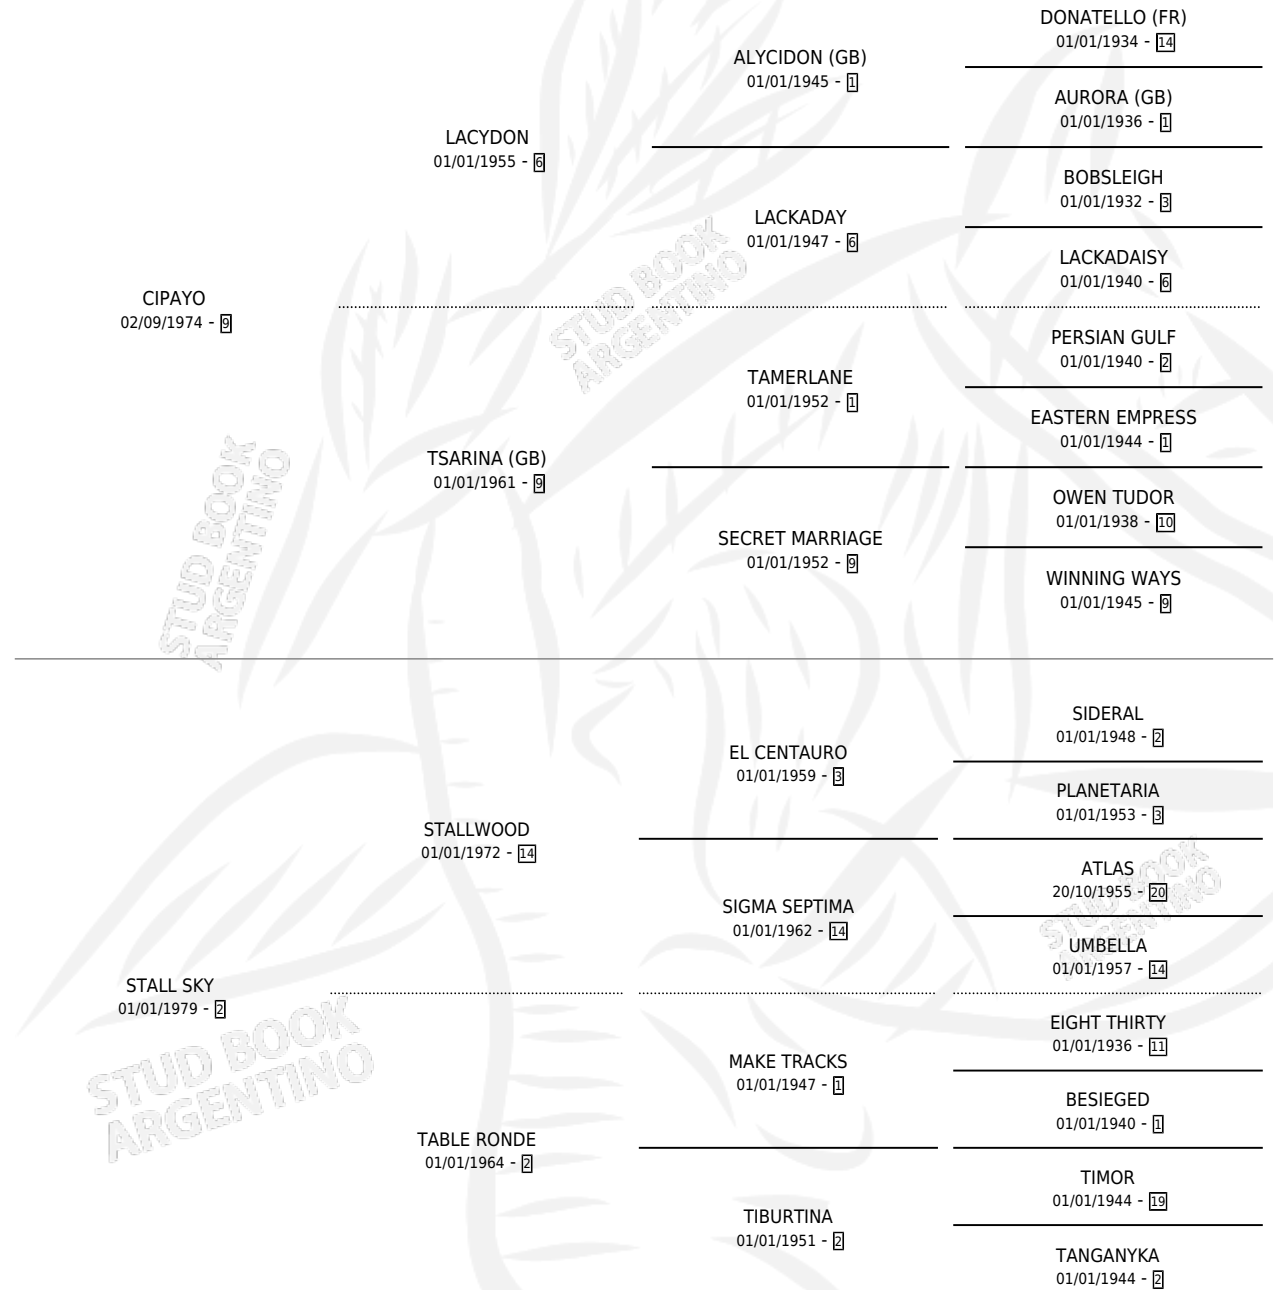 DONATELLO (FR)
01/01/1934 - 14
ALYCIDON (GB)
01/01/1945 - 1
AURORA (GB)
01/01/1936 - 1
LACYDON
01/01/1955 - 6
BOBSLEIGH
01/01/1932 - 3
LACKADAY
01/01/1947 - 6
LACKADAISY
01/01/1940 - 6
CIPAYO
02/09/1974 - 9
PERSIAN GULF
01/01/1940 - 2
TAMERLANE
01/01/1952 - 1
EASTERN EMPRESS
01/01/1944 - 1
TSARINA (GB)
01/01/1961 - 9
OWEN TUDOR
01/01/1938 - 10
SECRET MARRIAGE
01/01/1952 - 9
WINNING WAYS
01/01/1945 - 9
STUD BOOK
ARGENTINO
STUD BOOK
ARGENTINO
SIDERAL
01/01/1948 - 2
EL CENTAURO
01/01/1959 - 3
PLANETARIA
01/01/1953 - 3
STALLWOOD
01/01/1972 - 14
ATLAS
20/10/1955 - 20
SIGMA SEPTIMA
01/01/1962 - 14
UMBELLA
01/01/1957 - 14
STUD BOOK
ARGENTINO
STALL SKY
01/01/1979 - 2
EIGHT THIRTY
01/01/1936 - 11
MAKE TRACKS
01/01/1947 - 1
BESIEGED
01/01/1940 - 1
TABLE RONDE
01/01/1964 - 2
TIMOR
01/01/1944 - 19
TIBURTINA
01/01/1951 - 2
TANGANYKA
01/01/1944 - 2
STUD BOOK
ARGENTINO